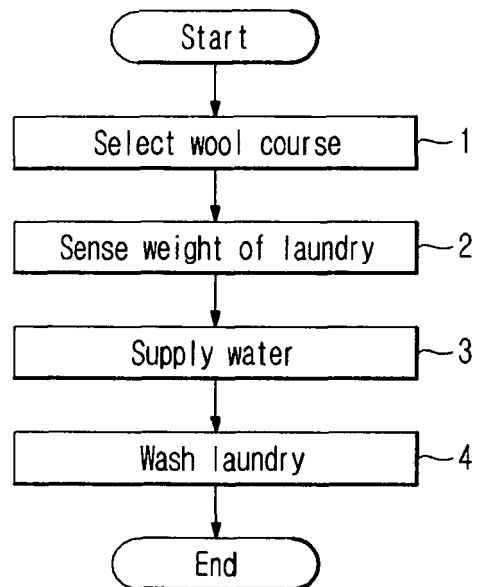 Start
Select wool course 1
Sense weight of laundry 2
Supply water 3
Wash laundry 4
End